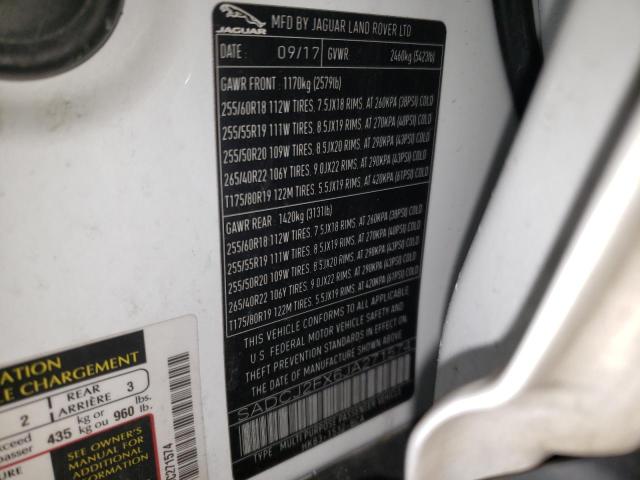 JAGUAR
MFD BY JAGUAR LAND ROVER LTD
DATE: 09/17 GVWR: 2460kg (5423lb)
GAWR FRONT: 1170kg (2579lb)
255/60R18 112W TIRES, 7.5JX18 RIMS, AT 260KPA (38PSI) COLD
255/55R19 111W TIRES, 8.5JX19 RIMS, AT 270KPA (40PSI) COLD
255/50R20 109W TIRES, 8.5JX20 RIMS, AT 290KPA (43PSI) COLD
265/40R22 106Y TIRES, 9.0JX22 RIMS, AT 290KPA (43PSI) COLD
T175/80R19 122M TIRES, 5.5JX19 RIMS, AT 420KPA (61PSI) COLD
GAWR REAR: 1420kg (3131lb)
255/60R18 112W TIRES, 7.5JX18 RIMS, AT 260KPA (38PSI) COLD
255/55R19 111W TIRES, 8.5JX19 RIMS, AT 270KPA (40PSI) COLD
255/50R20 109W TIRES, 8.5JX20 RIMS, AT 290KPA (43PSI) COLD
265/40R22 106Y TIRES, 9.0JX22 RIMS, AT 290KPA (43PSI) COLD
T175/80R19 122M TIRES, 5.5JX19 RIMS, AT 420KPA (61PSI) COLD
THIS VEHICLE CONFORMS TO ALL APPLICABLE
U.S FEDERAL MOTOR VEHICLE SAFETY AND
THEFT PREVENTION STANDARDS IN EFFECT ON
THE DATE OF MANUFACTURE SHOWN ABOVE
TYPE: MULTIPURPOSE PASSENGER VEHICLE
CHARGEMENT
2 REAR 3
ARRIÈRE
435 kg or 960 lbs.
kg ou
SEE OWNER'S
MANUAL FOR
ADDITIONAL
INFORMATION
271574